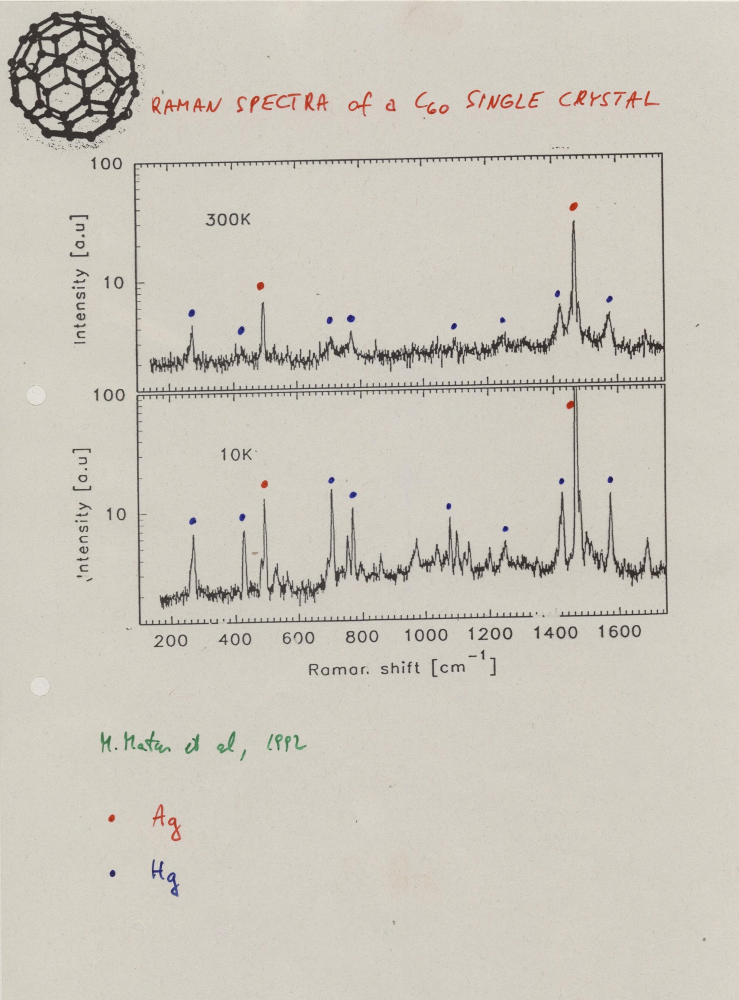 RAMAN SPECTRA of a C60 SINGLE CRYSTAL
100
300K
Intensity [a.u]
10
100
10K
Intensity [a.u]
10
200 400 600 800 1000 1200 1400 1600
Raman shift [cm⁻¹]
M. Matus et al, 1992
Ag
Hg